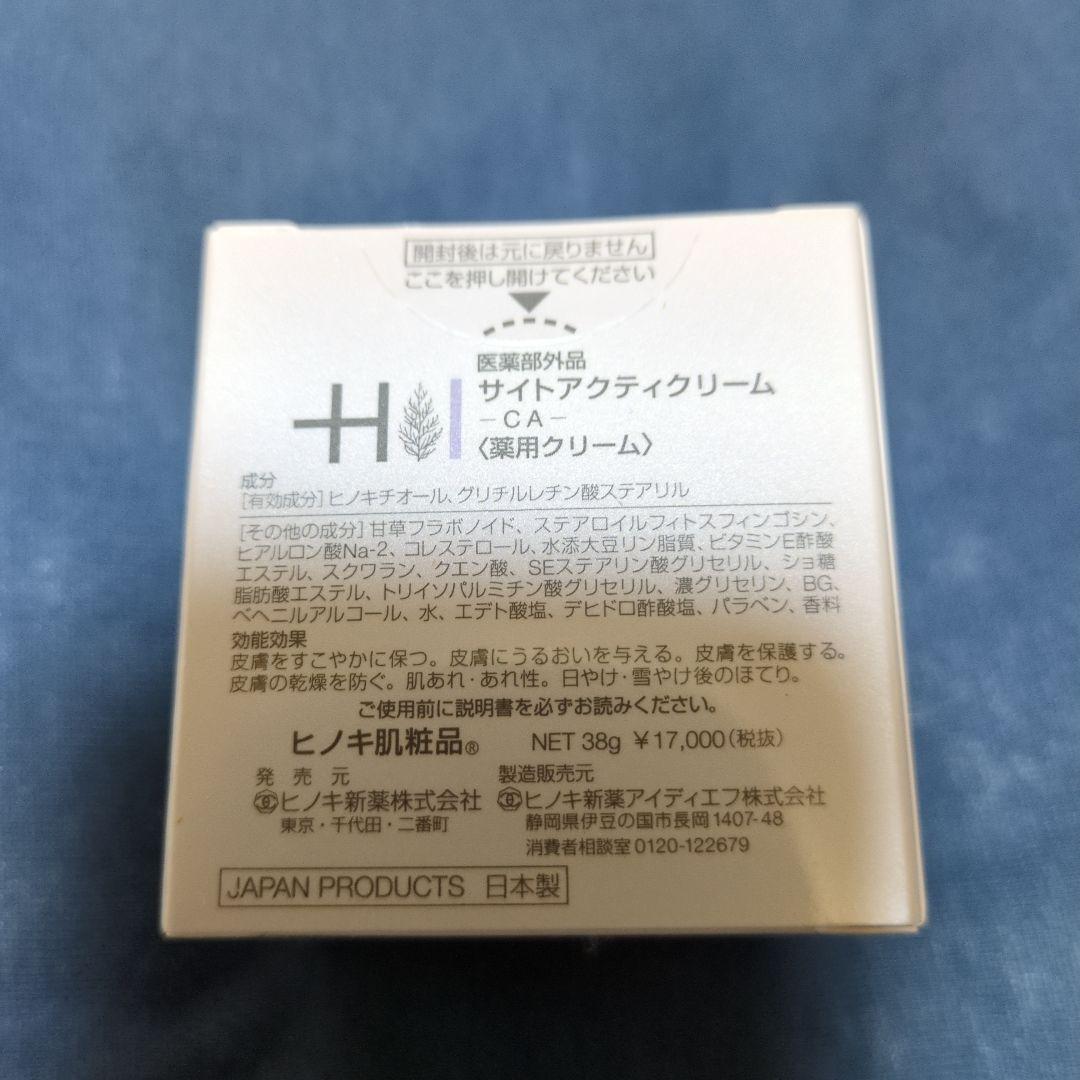 開封後は元に戻りません
ここを押し開けてください
医薬部外品
サイトアクティクリーム
－CA－
〈薬用クリーム〉
成分
［有効成分］ヒノキチオール、グリチルレチン酸ステアリル
［その他の成分］甘草フラボノイド、ステアロイルフィトスフィンゴシン、
ヒアルロン酸Na-2、コレステロール、水添大豆リン脂質、ビタミンE酢酸
エステル、スクワラン、クエン酸、SEステアリン酸グリセリル、ショ糖
脂肪酸エステル、トリイソパルミチン酸グリセリル、濃グリセリン、BG、
ベヘニルアルコール、水、エデト酸塩、デヒドロ酢酸塩、パラベン、香料
効能効果
皮膚をすこやかに保つ。皮膚にうるおいを与える。皮膚を保護する。
皮膚の乾燥を防ぐ。肌あれ・あれ性。日やけ・雪やけ後のほてり。
ご使用前に説明書を必ずお読みください。
ヒノキ肌粧品® NET 38g ￥17,000（税抜）
発売元
ヒノキ新薬株式会社
東京・千代田・二番町
製造販売元
ヒノキ新薬アイディエフ株式会社
静岡県伊豆の国市長岡1407-48
消費者相談室0120-122679
JAPAN PRODUCTS 日本製